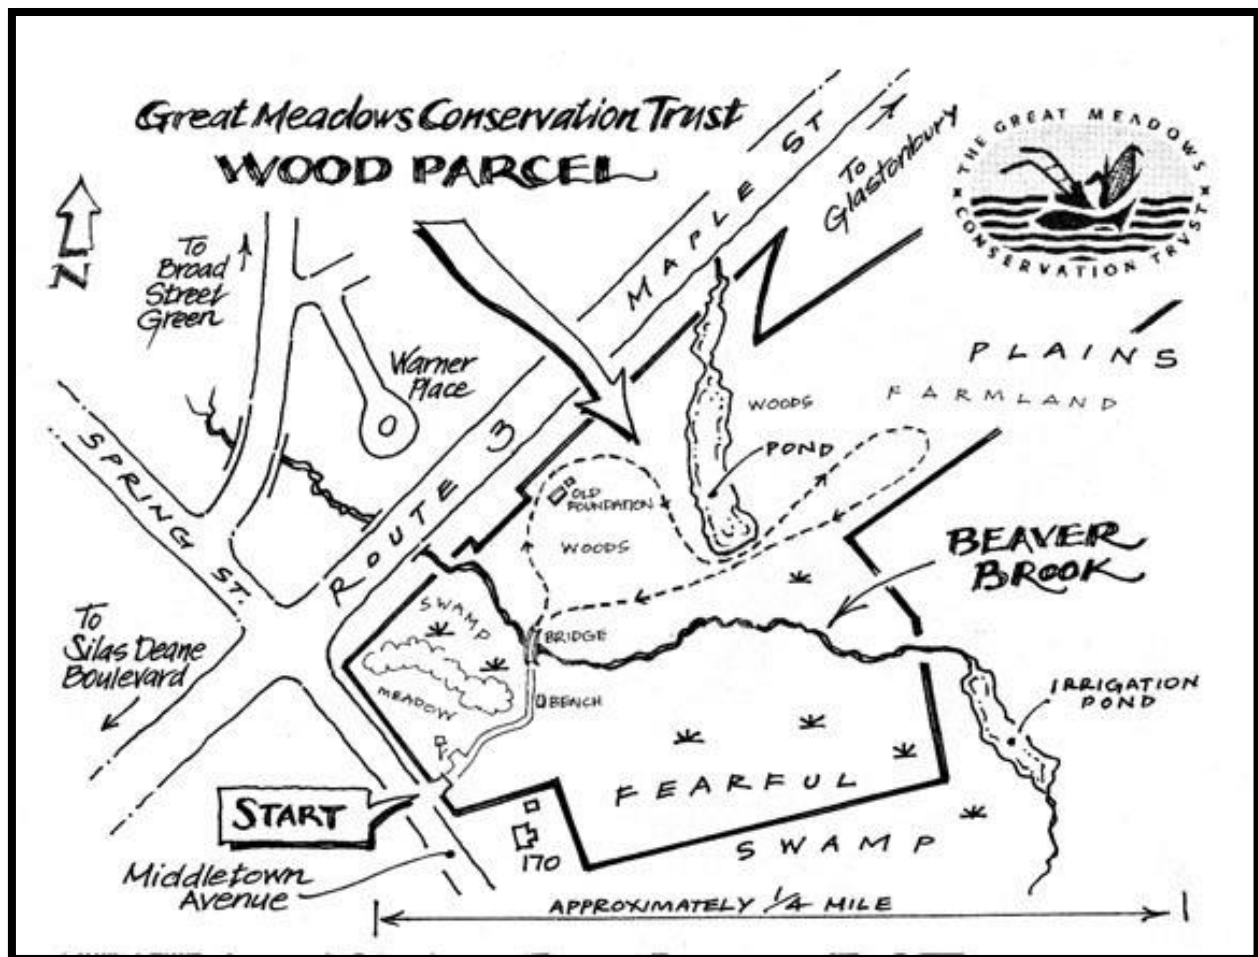 Great Meadows Conservation Trust
WOOD PARCEL
THE GREAT MEADOWS
CONSERVATION TRUST
N
To
Broad
Street
Green
Warner
Place
MAPLE ST
To
Glastonbury
PLAINS
FARMLAND
WOODS
POND
SPRING ST.
ROUTE 3
OLD
FOUNDATION
WOODS
BEAVER
BROOK
To
Silas Deane
Boulevard
SWAMP
BRIDGE
MEADOW
BENCH
IRRIGATION
POND
FEARFUL
SWAMP
START
170
Middletown
Avenue
APPROXIMATELY 1/4 MILE